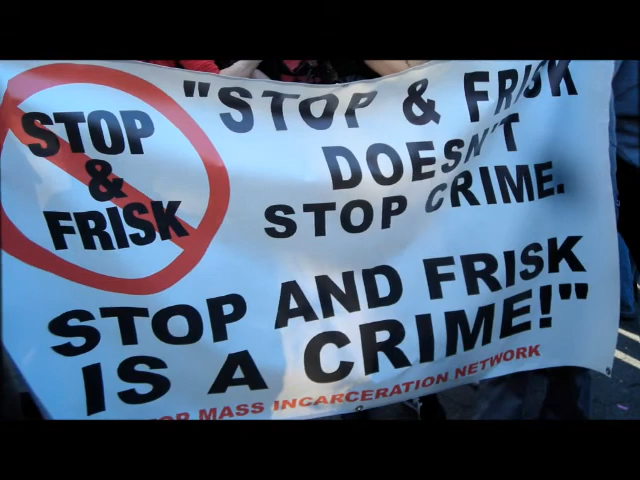 STOP
&
FRISK
"STOP & FRISK
DOESN'T
STOP CRIME.
STOP AND FRISK
IS A CRIME!"
MASS INCARCERATION NETWORK